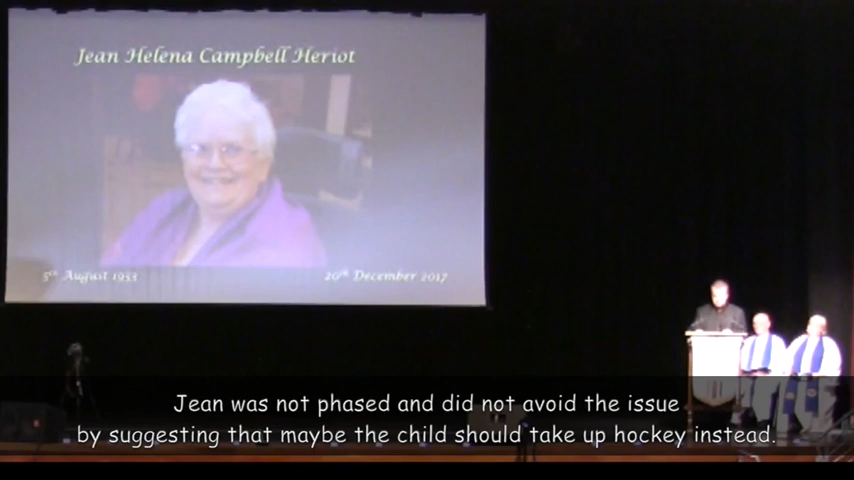 Jean Helena Campbell Heriot
5th August 1933
20th December 2017
Jean was not phased and did not avoid the issue
by suggesting that maybe the child should take up hockey instead.